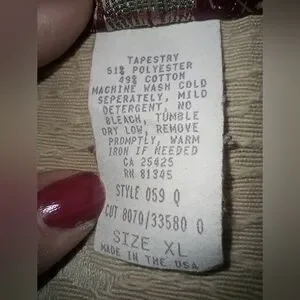 TAPESTRY
51% POLYESTER
49% COTTON
MACHINE WASH COLD
SEPERATELY, MILD
DETERGENT, NO
BLEACH, TUMBLE
DRY LOW, REMOVE
PROMPTLY, WARM
IRON IF NEEDED
CA 25425
RN 81345
STYLE 059 Q
CUT 8070/33580 0
SIZE XL
MADE IN THE USA